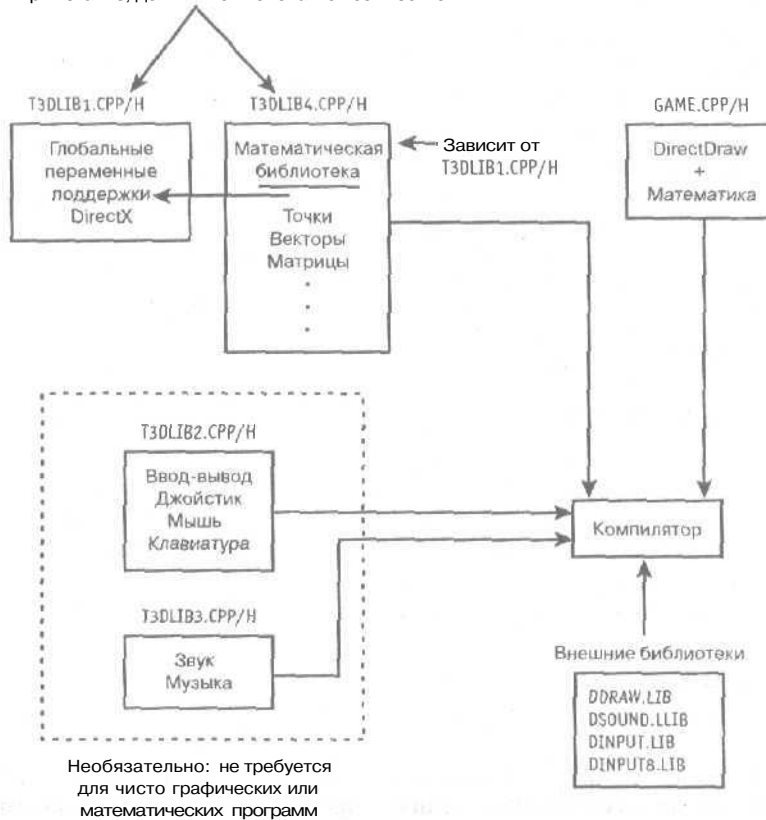 T3DLIB1.CPP/H
Глобальные
переменные
поддержки
DirectX
T3DLIB4.CPP/H
Математическая
библиотека
Точки
Векторы
Матрицы
Зависит от
T3DLIB1.CPP/H
GAME.CPP/H
DirectDraw
+
Математика
T3DLIB2.CPP/H
Ввод-вывод
Джойстик
Мышь
Клавиатура
T3DLIB3.CPP/H
Звук
Музыка
Необязательно: не требуется
для чисто графических или
математических программ
Компилятор
Внешние библиотеки
DDRAW.LIB
DSOUND.LLIB
DINPUT.LIB
DINPUT8.LIB